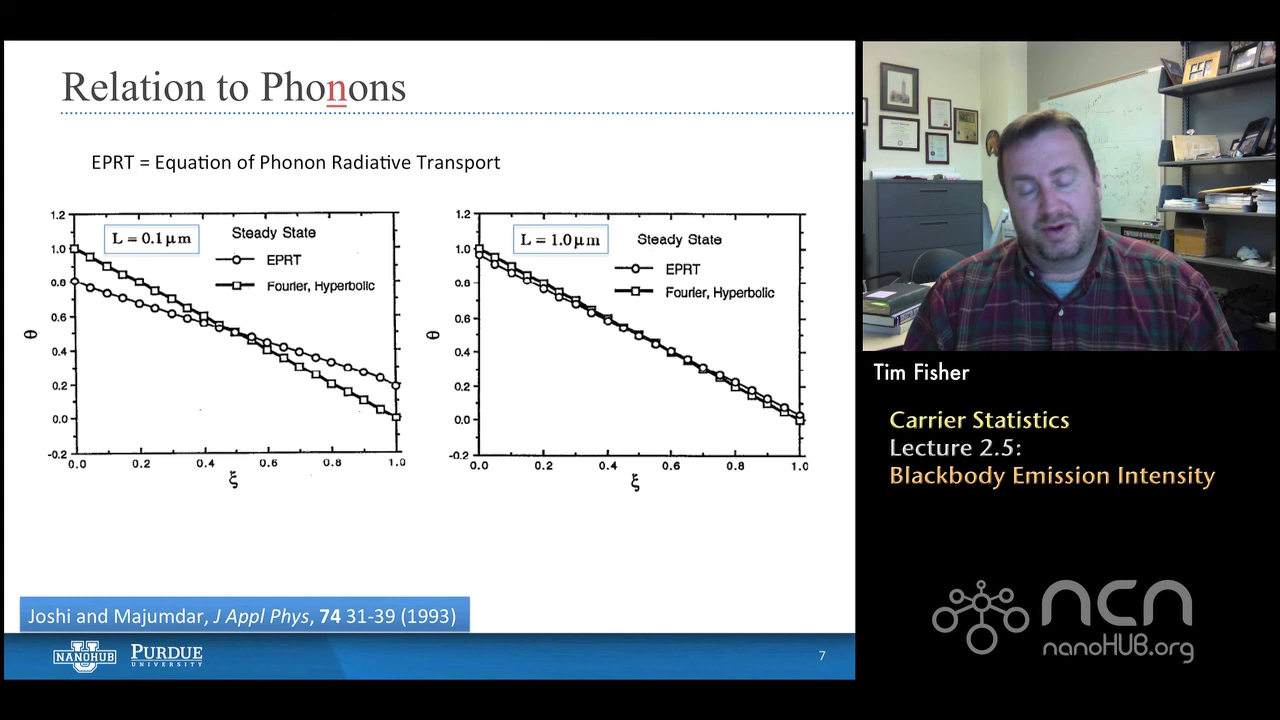 Relation to Phonons
EPRT = Equation of Phonon Radiative Transport
L = 0.1 μm
Steady State
EPRT
Fourier, Hyperbolic
1.2
1.0
0.8
0.6
0.4
0.2
0.0
-0.2
θ
0.0 0.2 0.4 0.6 0.8 1.0
ξ
L = 1.0 μm
Steady State
EPRT
Fourier, Hyperbolic
1.2
1.0
0.8
0.6
0.4
0.2
0.0
-0.2
θ
0.0 0.2 0.4 0.6 0.8 1.0
ξ
Joshi and Majumdar, J Appl Phys, 74 31-39 (1993)
NANOHUB
U
PURDUE
UNIVERSITY
7
Tim Fisher
Carrier Statistics
Lecture 2.5:
Blackbody Emission Intensity
ncn
nanoHUB.org